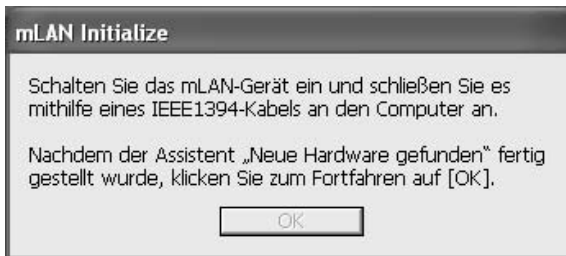 mLAN Initialize
Schalten Sie das mLAN-Gerät ein und schließen Sie es
mithilfe eines IEEE1394-Kabels an den Computer an.
Nachdem der Assistent „Neue Hardware gefunden“ fertig
gestellt wurde, klicken Sie zum Fortfahren auf [OK].
OK